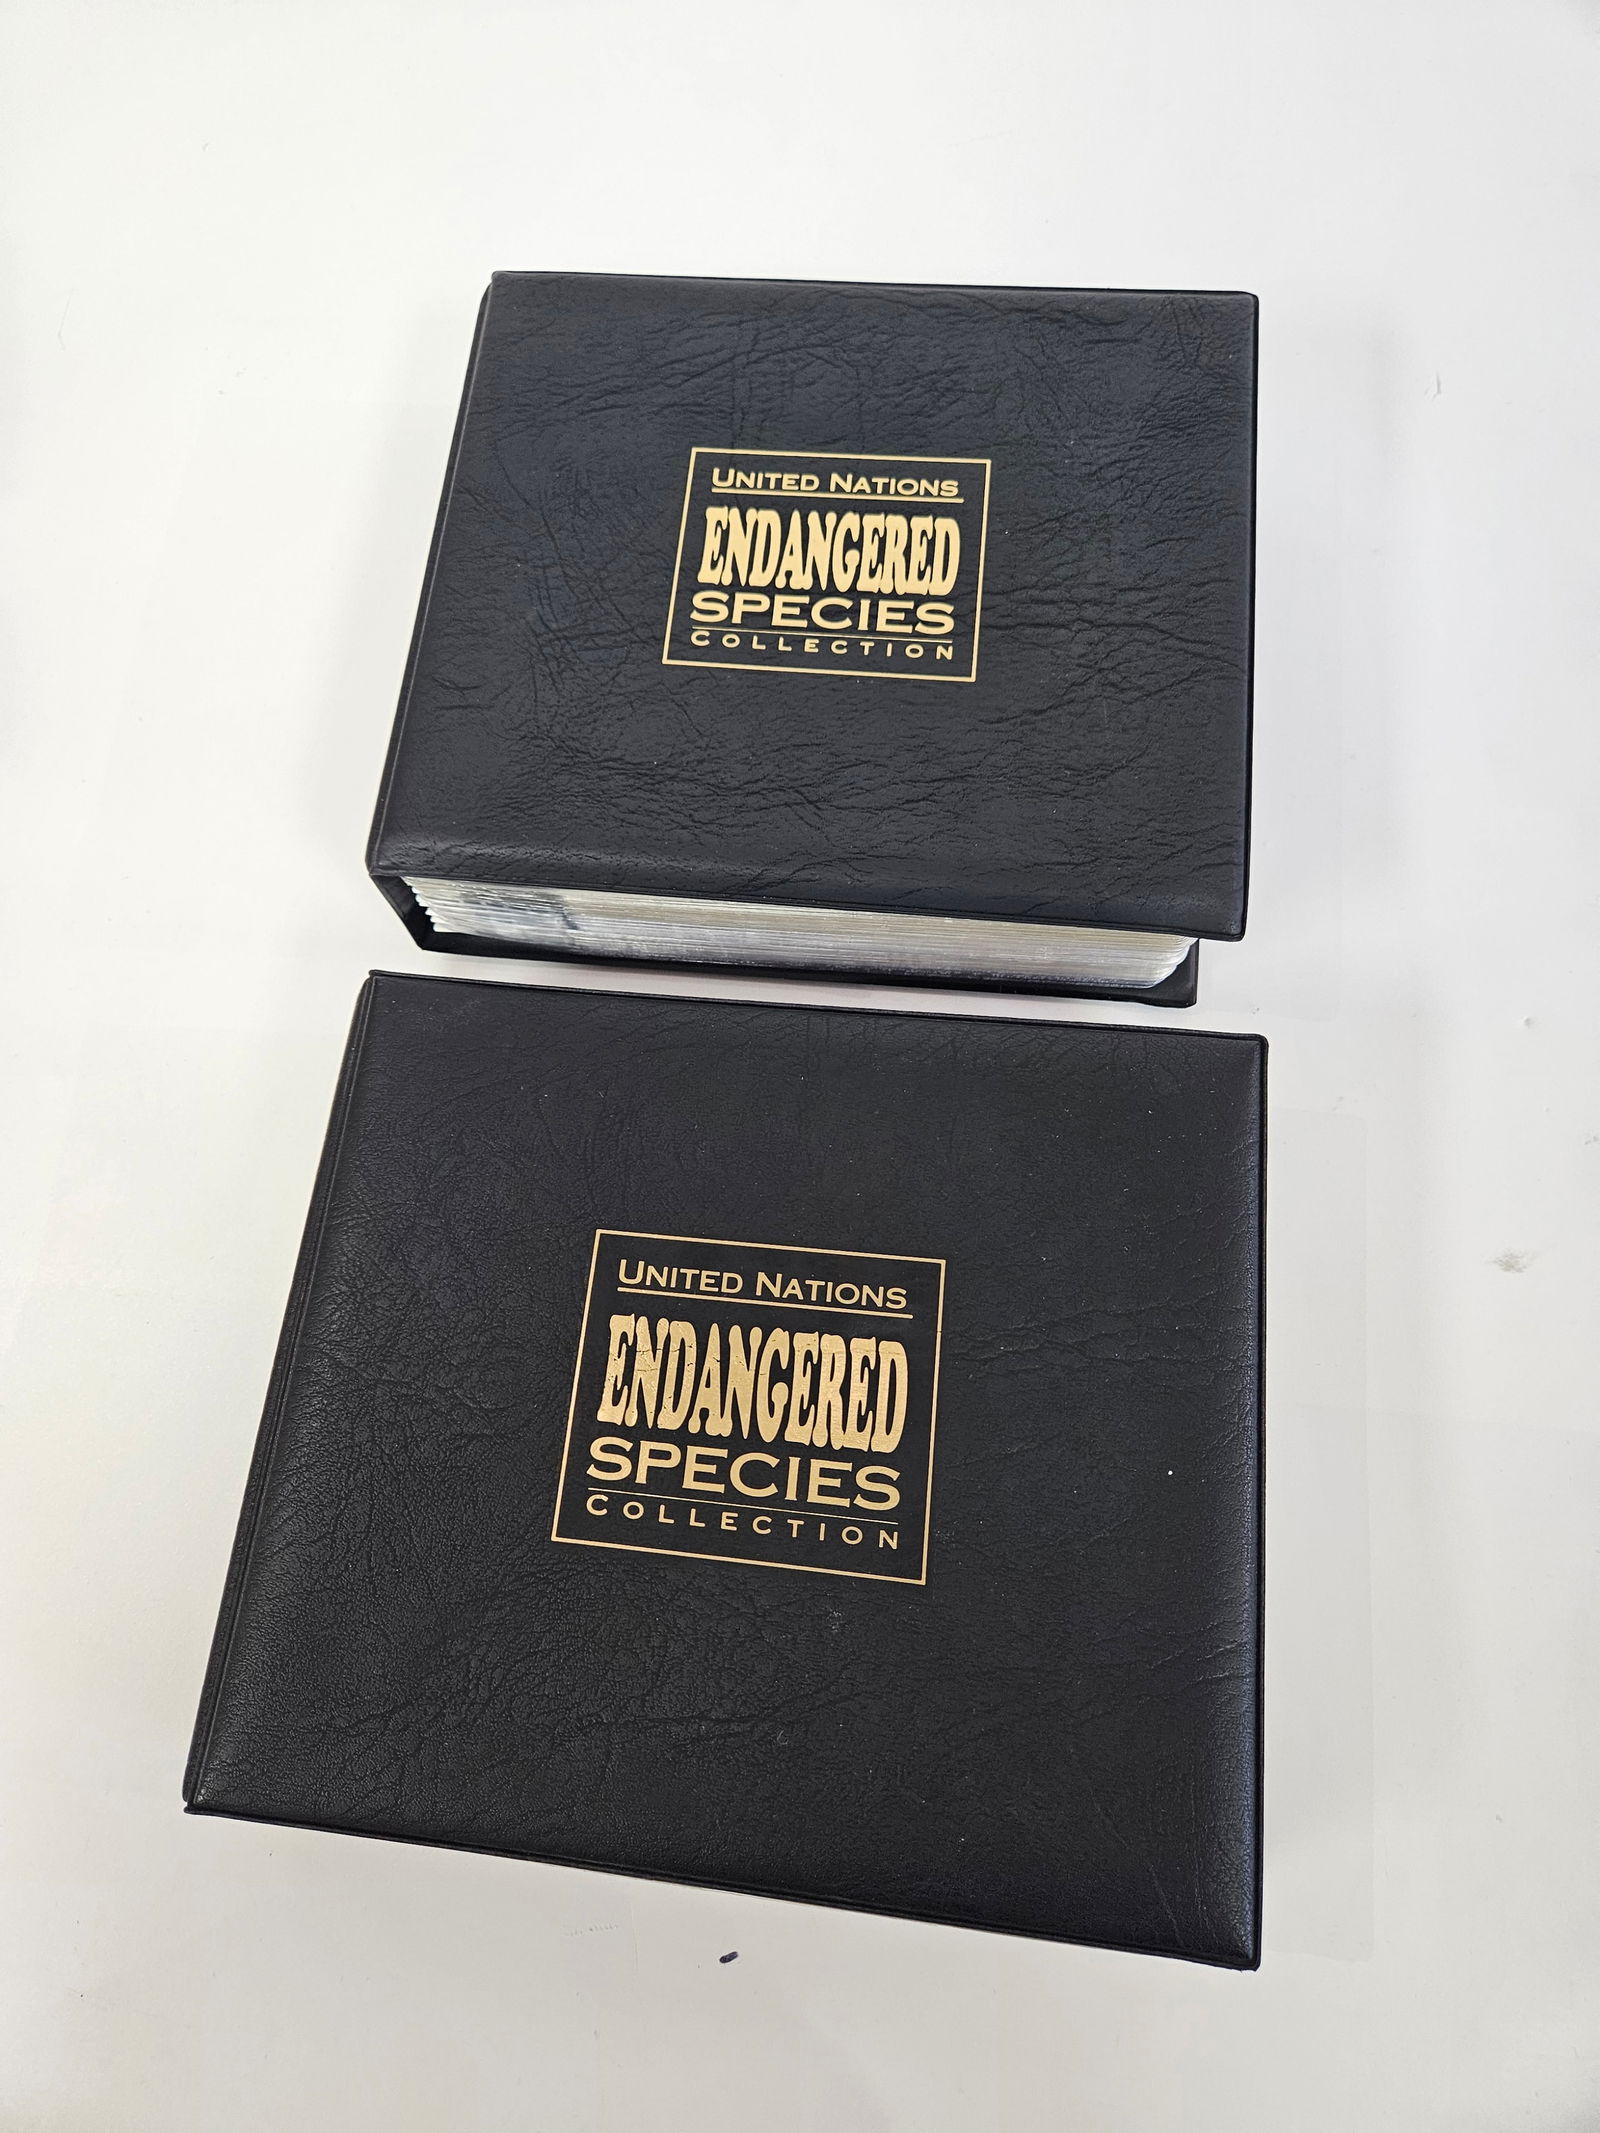 UNITED NATIONS
ENDANGERED
SPECIES
COLLECTION
UNITED NATIONS
ENDANGERED
SPECIES
COLLECTION